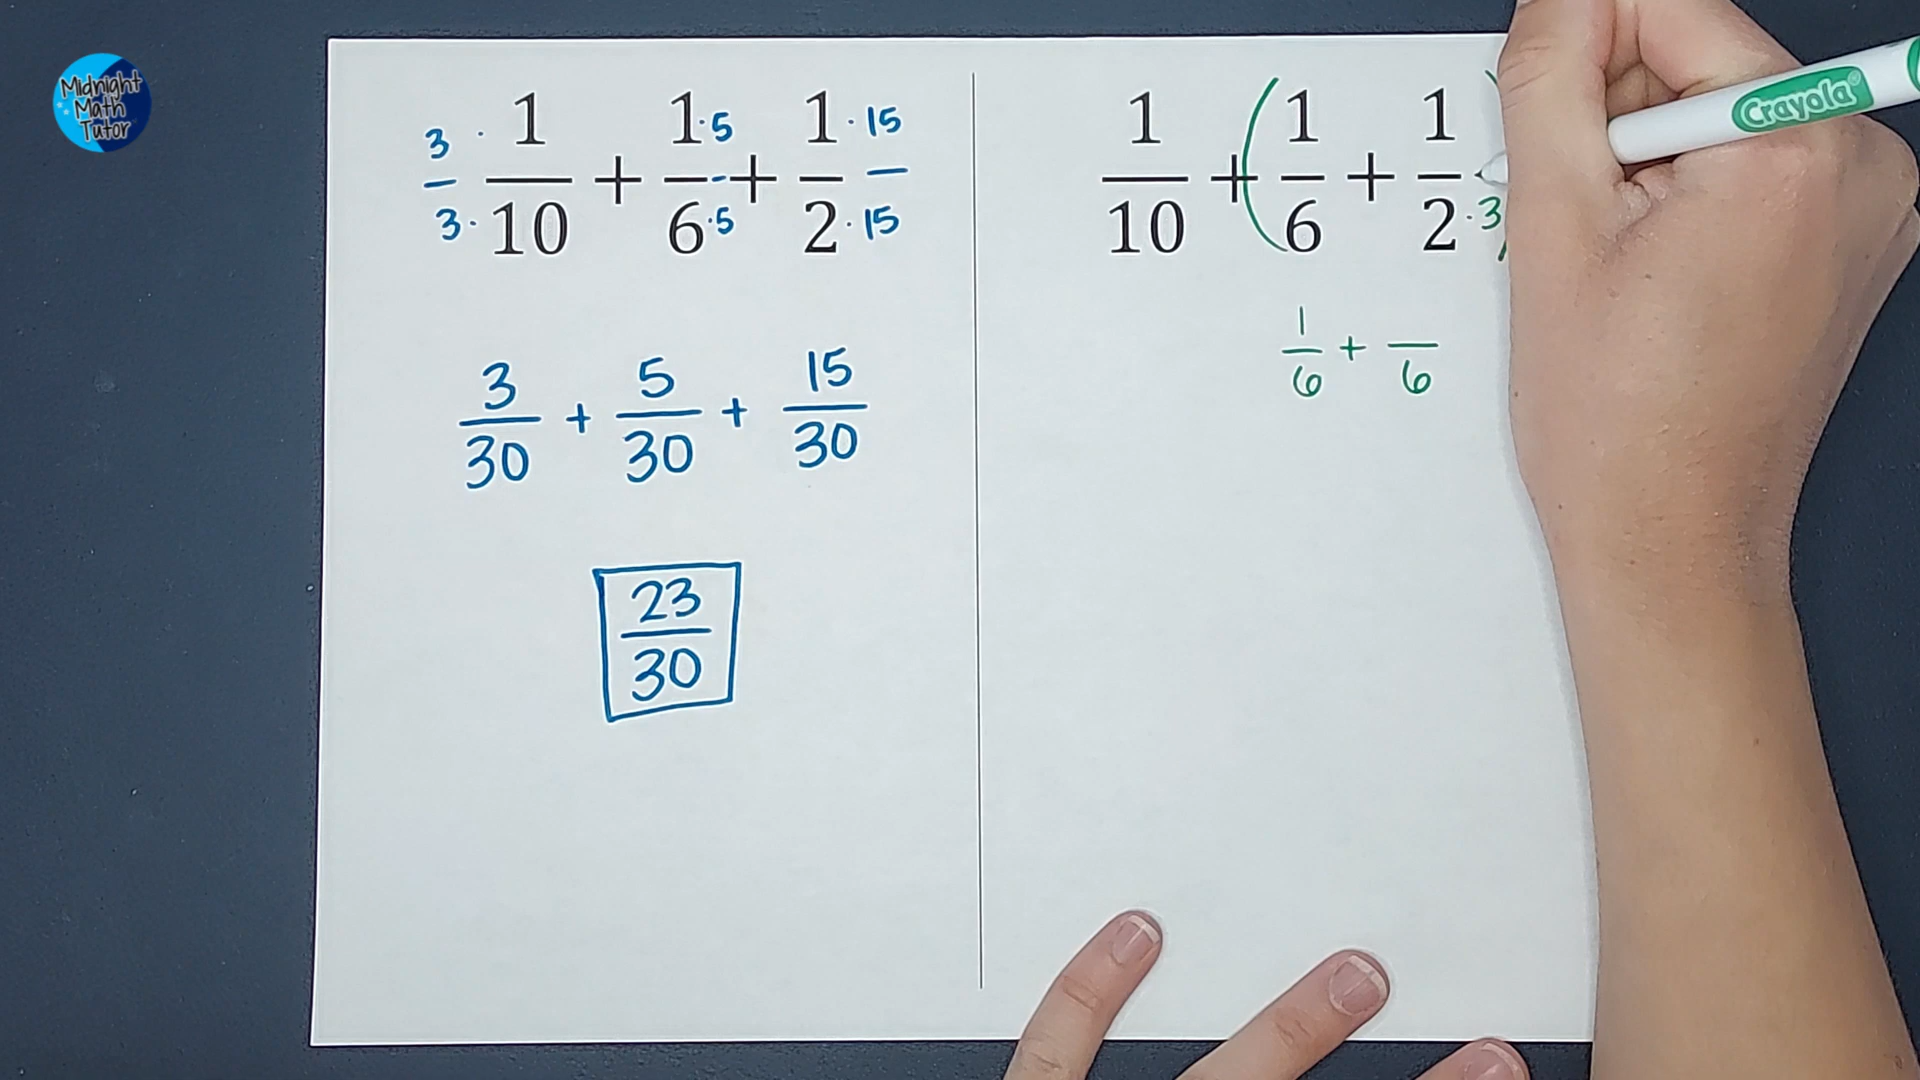 Midnight
Math
Tutor
3/3 · 1/10 + 1·5/6·5 + 1·15/2·15
3/30 + 5/30 + 15/30
23/30
1/10 + (1/6 + 1/2·3)
1/6 + /6
Crayola®